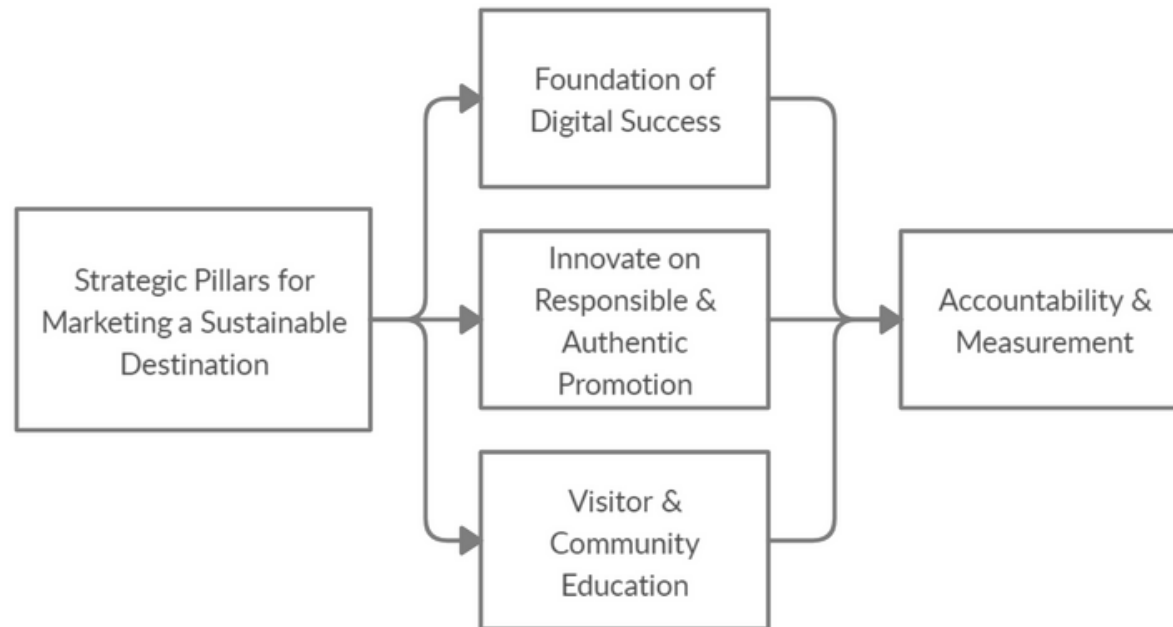 Strategic Pillars for
Marketing a Sustainable
Destination
Foundation of
Digital Success
Innovate on
Responsible &
Authentic
Promotion
Visitor &
Community
Education
Accountability &
Measurement